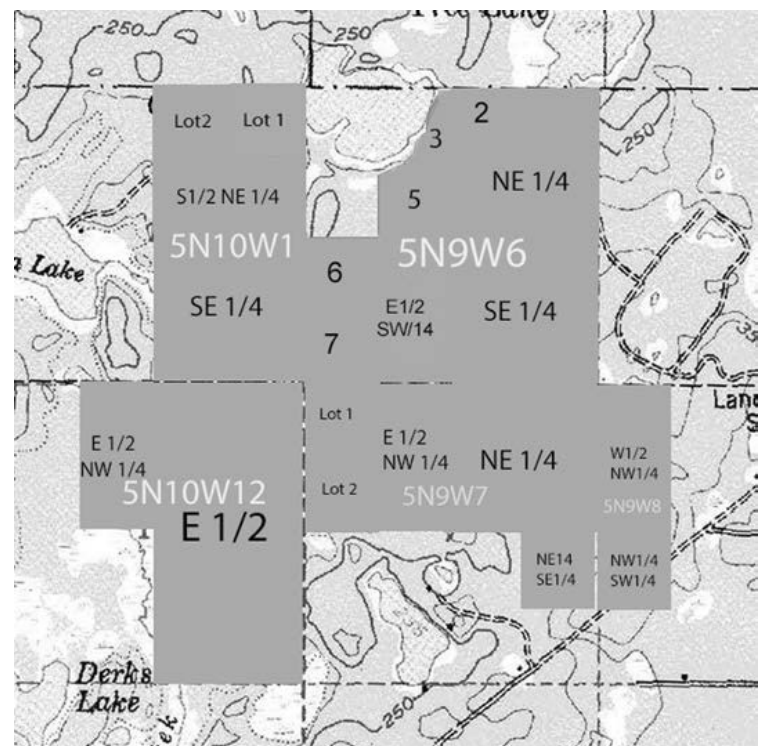 250
250
Lot2 Lot 1
2
3
250
S1/2 NE 1/4
NE 1/4
5
5N10W1
5N9W6
Lake
6
SE 1/4
E1/2
SW/14
SE 1/4
7
Lot 1
E 1/2
NW 1/4
E 1/2
NW 1/4
NE 1/4
W1/2
NW1/4
5N10W12
Lot 2
5N9W7
5N9W8
E 1/2
NE14
SE1/4
NW1/4
SW1/4
Derks
Lake
250